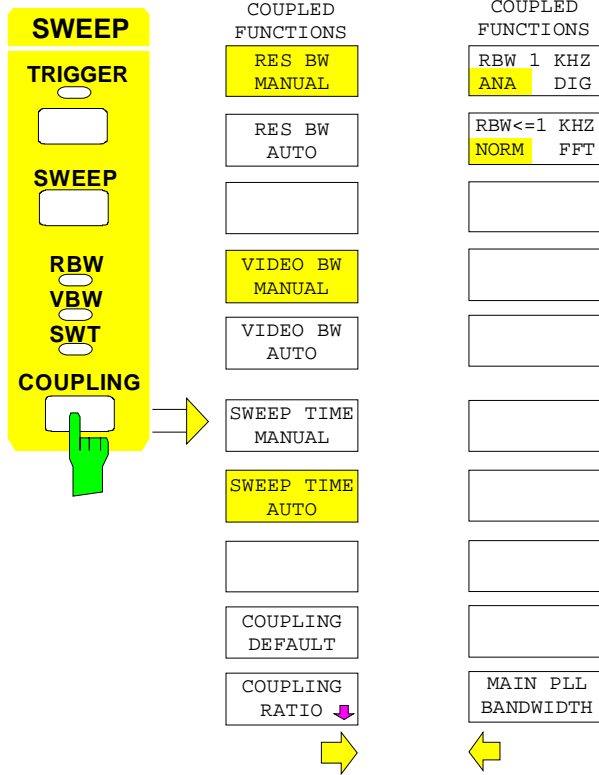 SWEEP
TRIGGER
SWEEP
RBW
VBW
SWT
COUPLING
COUPLED
FUNCTIONS
RES BW
MANUAL
RES BW
AUTO
VIDEO BW
MANUAL
VIDEO BW
AUTO
SWEEP TIME
MANUAL
SWEEP TIME
AUTO
COUPLING
DEFAULT
COUPLING
RATIO
COUPLED
FUNCTIONS
RBW 1 KHZ
ANA DIG
RBW<=1 KHZ
NORM FFT
MAIN PLL
BANDWIDTH